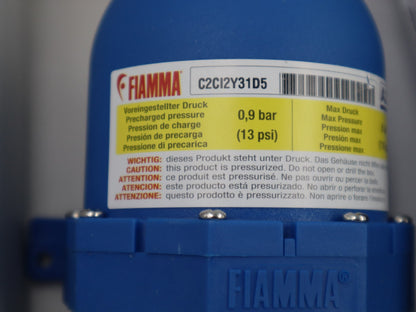 FIAMMA® C2CI2Y31D5
Voreingestellter Druck
Precharged pressure
Pression de charge
Presión de precarga
Pressione di precarica
0,9 bar
(13 psi)
Max Druck
Max Pressure
Pression max
Presión max
Pressione max
WICHTIG: dieses Produkt steht unter Druck. Das Gehäuse nicht
CAUTION: this product is pressurized. Do not open or drill the box.
ATTENTION: ce produit est pressurisé. Ne pas ouvrir ou percer le
ATENCION: este producto está presurizado. No abrir o perforar la
ATTENZIONE: questo prodotto è pressurizzato. Non aprire o forare l
FIAMMA®